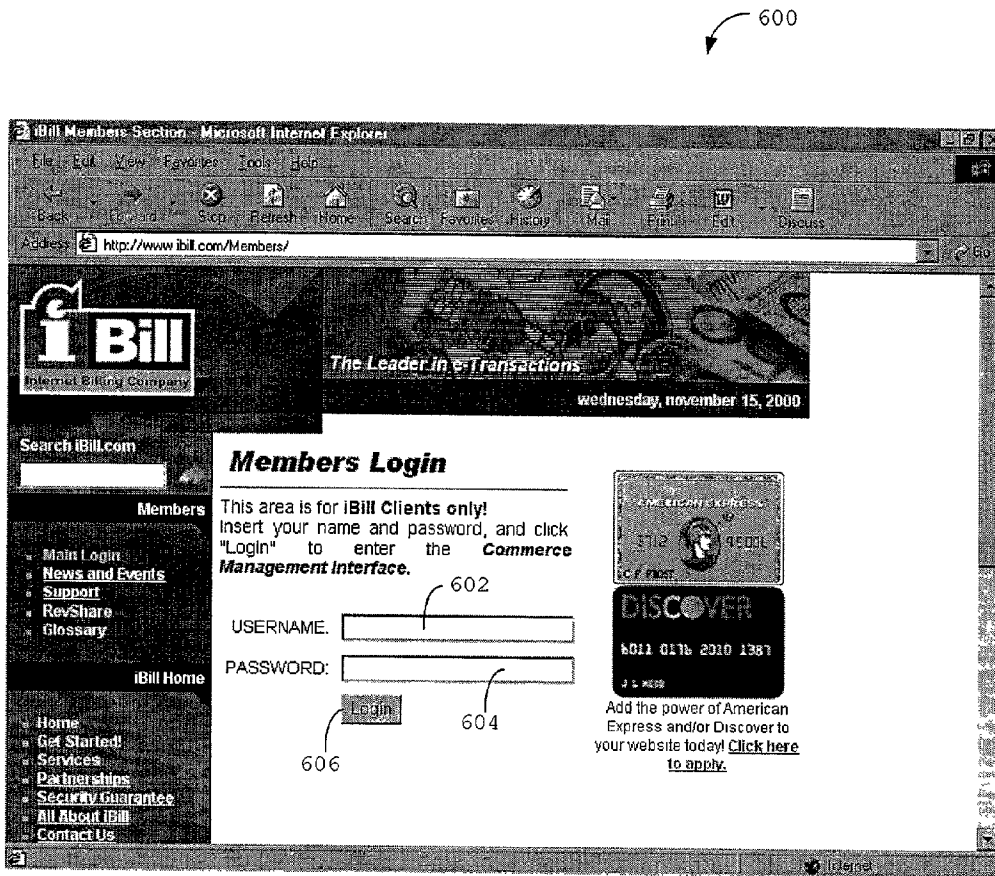 600
iBill Members Section - Microsoft Internet Explorer
File Edit View Favorites Tools Help
Back Forward Stop Refresh Home Search Favorites History Mail Print Edit Discuss
Address http://www.ibill.com/Members/ Go
i Bill
Internet Billing Company
The Leader in e-Transactions
wednesday, november 15, 2000
Search iBill.com
Members
Main Login
News and Events
Support
RevShare
Glossary
iBill Home
Home
Get Started!
Services
Partnerships
Security Guarantee
All About iBill
Contact Us
Members Login
This area is for iBill Clients only!
Insert your name and password, and click
"Login" to enter the Commerce
Management Interface.
602
USERNAME:
PASSWORD:
Login
604
606
AMERICAN EXPRESS
3712
C F FROST
DISCOVER
6011 0176 2010 1387
Add the power of American
Express and/or Discover to
your website today! Click here
to apply.
Internet